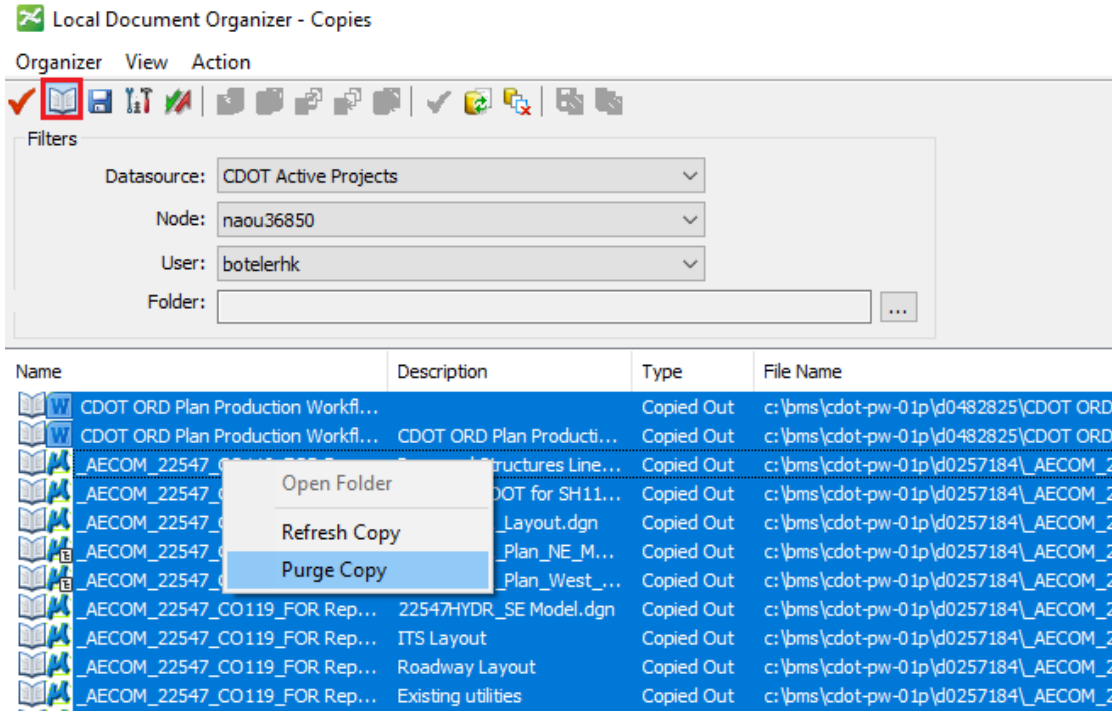 Local Document Organizer - Copies
Organizer View Action
Filters
Datasource: CDOT Active Projects
Node: naou36850
User: botelerhk
Folder: ...
Name Description Type File Name
CDOT ORD Plan Production Workfl... Copied Out c:\bms\cdot-pw-01p\d0482825\CDOT ORD
CDOT ORD Plan Production Workfl... CDOT ORD Plan Producti... Copied Out c:\bms\cdot-pw-01p\d0482825\CDOT ORD
_AECOM_22547_ Structures Line... Copied Out c:\bms\cdot-pw-01p\d0257184\_AECOM_2
Open Folder
_AECOM_22547_ DOT for SH11... Copied Out c:\bms\cdot-pw-01p\d0257184\_AECOM_2
_AECOM_22547_ _Layout.dgn Copied Out c:\bms\cdot-pw-01p\d0257184\_AECOM_2
Refresh Copy
_AECOM_22547_ _Plan_NE_M... Copied Out c:\bms\cdot-pw-01p\d0257184\_AECOM_2
Purge Copy
_AECOM_22547_ _Plan_West_... Copied Out c:\bms\cdot-pw-01p\d0257184\_AECOM_2
_AECOM_22547_CO119_FOR Rep... 22547HYDR_SE Model.dgn Copied Out c:\bms\cdot-pw-01p\d0257184\_AECOM_2
_AECOM_22547_CO119_FOR Rep... ITS Layout Copied Out c:\bms\cdot-pw-01p\d0257184\_AECOM_2
_AECOM_22547_CO119_FOR Rep... Roadway Layout Copied Out c:\bms\cdot-pw-01p\d0257184\_AECOM_2
_AECOM_22547_CO119_FOR Rep... Existing utilities Copied Out c:\bms\cdot-pw-01p\d0257184\_AECOM_2